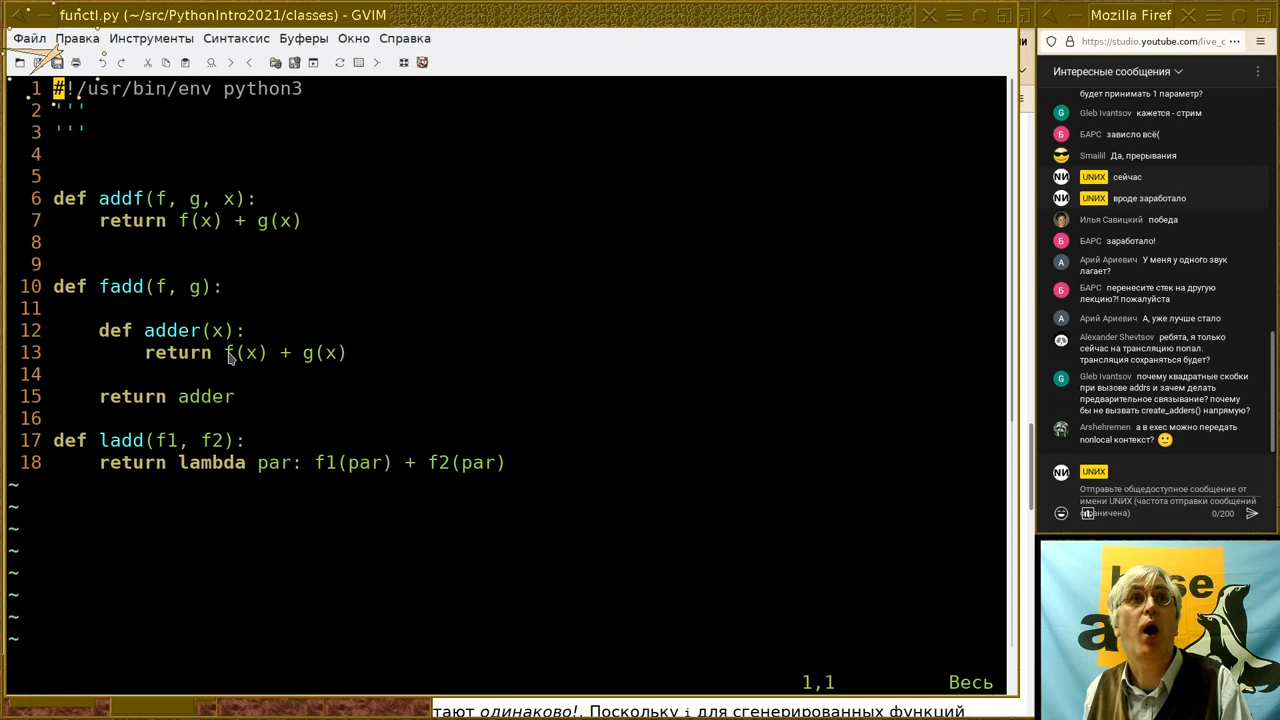 functl.py (~/src/PythonIntro2021/classes) - GVIM
Файл Правка Инструменты Синтаксис Буферы Окно Справка
1 #!/usr/bin/env python3
2 '''
3 '''
4
5
6 def addf(f, g, x):
7     return f(x) + g(x)
8
9
10 def fadd(f, g):
11
12     def adder(x):
13         return f(x) + g(x)
14
15     return adder
16
17 def ladd(f1, f2):
18     return lambda par: f1(par) + f2(par)
~
~
~
~
~
~
~
~
1,1 Весь
тают одинаково!. Поскольку i для сгенерированных функций
Mozilla Firef
https://studio.youtube.com/live_c
Интересные сообщения
будет принимать 1 параметр?
Gleb Ivantsov кажется - стрим
БАРС зависло всё(
Smailil Да, прерывания
UNИX сейчас
UNИX вроде заработало
Илья Савицкий победа
БАРС заработало!
Арий Ариевич У меня у одного звук
лагает?
БАРС перенесите стек на другую
лекцию?! пожалуйста
Арий Ариевич А, уже лучше стало
Alexander Shevtsov ребята, я только
сейчас на трансляцию попал.
трансляция сохраняться будет?
Gleb Ivantsov почему квадратные скобки
при вызове addrs и зачем делать
предварительное связывание? почему
бы не вызвать create_adders() напрямую?
Arshehremen а в exec можно передать
nonlocal контекст?
UNИX
Отправьте общедоступное сообщение от
имени UNИX (частота отправки сообщений
ограничена)
0/200